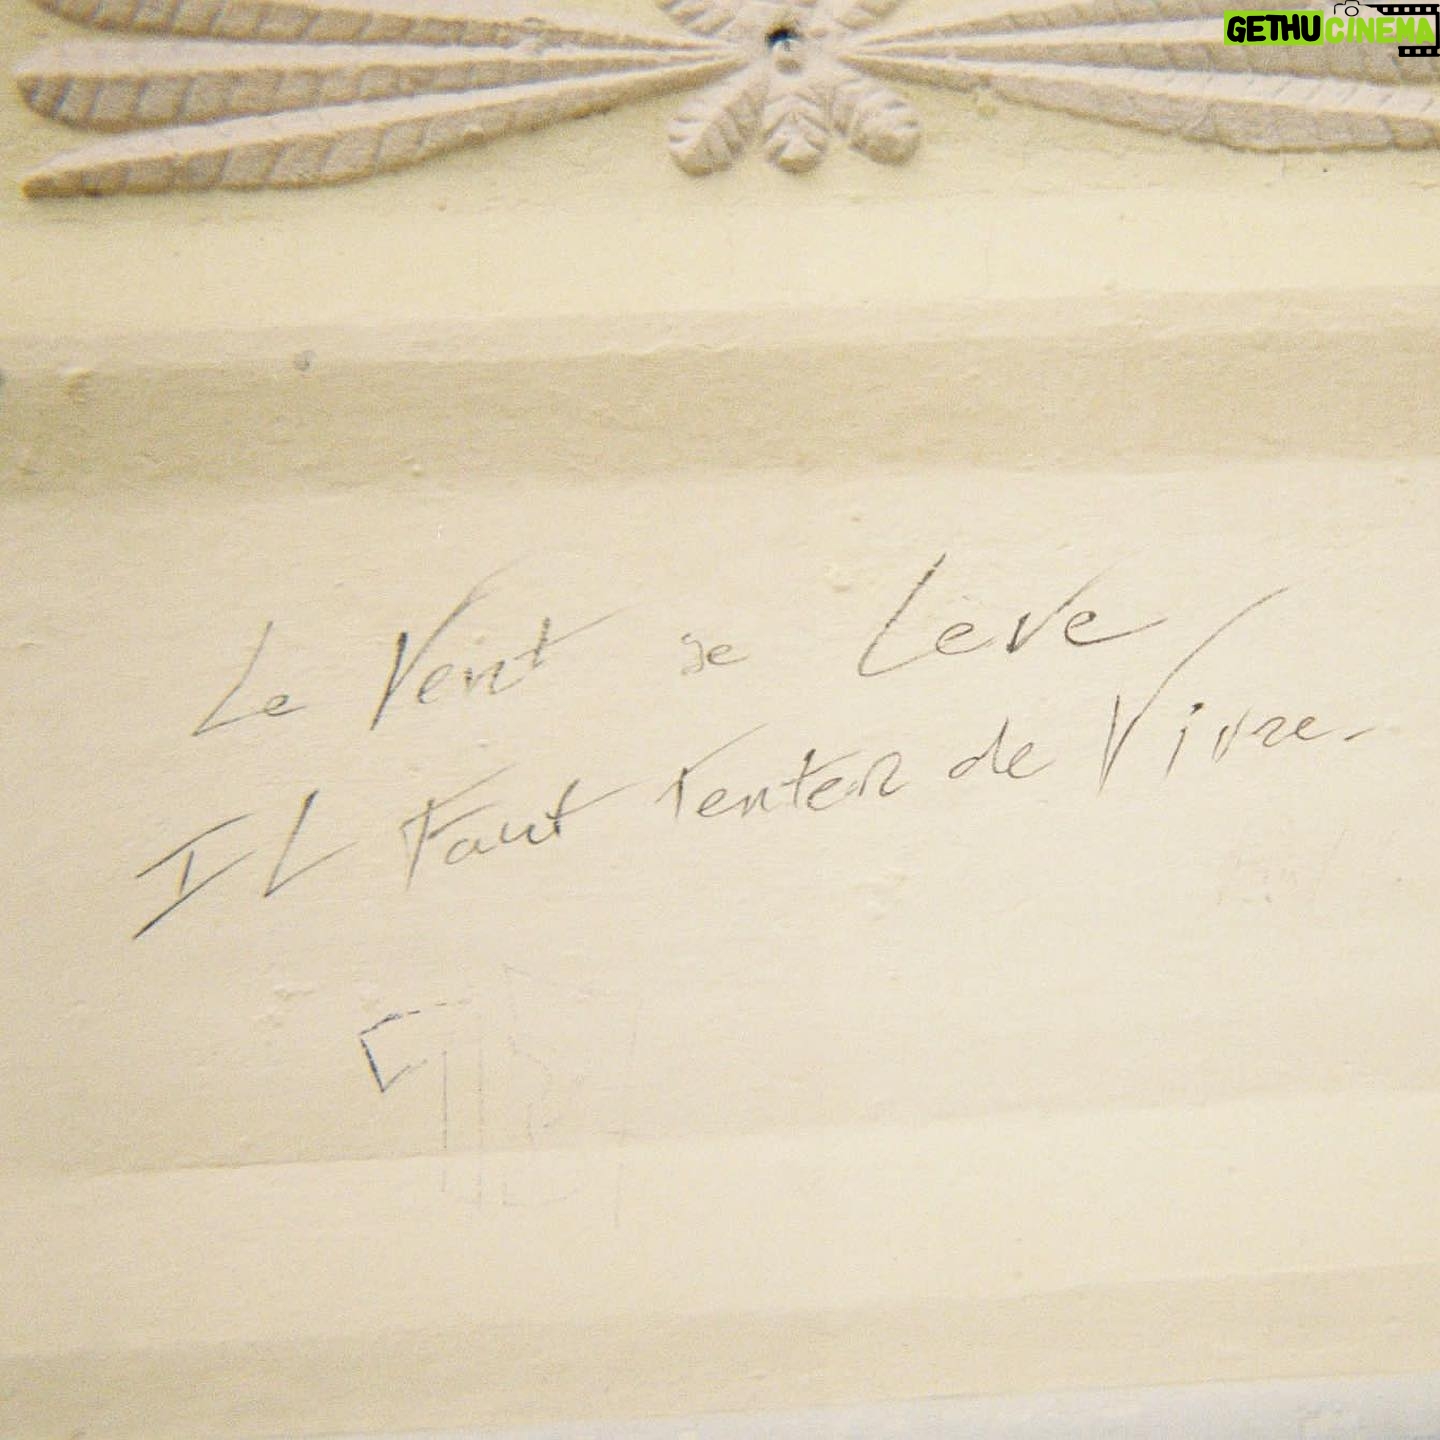 GETHU CINEMA
Le Vent se Leve
IL Faut Tenter de Vivre.